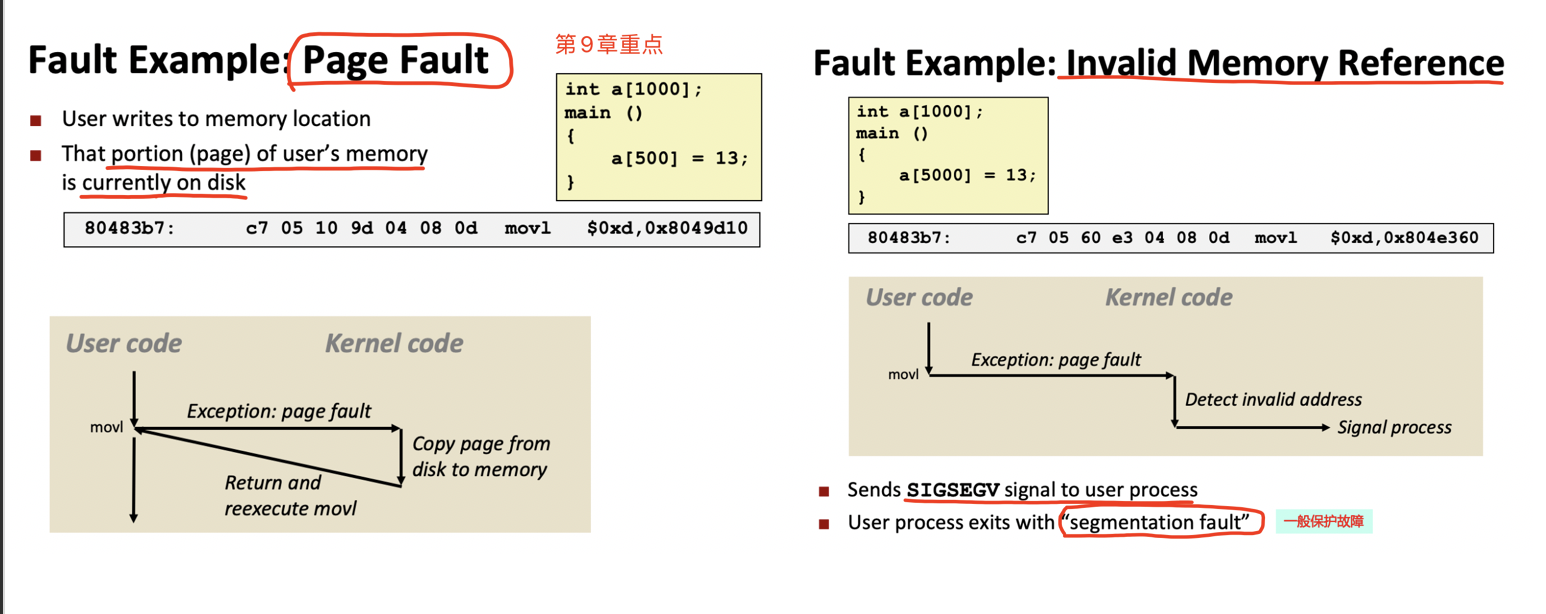 Fault Example: Page Fault
第9章重点
User writes to memory location
That portion (page) of user's memory
is currently on disk
int a[1000];
main ()
{
a[500] = 13;
}
80483b7: c7 05 10 9d 04 08 0d movl $0xd,0x8049d10
User code Kernel code
Exception: page fault
movl
Copy page from
disk to memory
Return and
reexecute movl
Fault Example: Invalid Memory Reference
int a[1000];
main ()
{
a[5000] = 13;
}
80483b7: c7 05 60 e3 04 08 0d movl $0xd,0x804e360
User code Kernel code
Exception: page fault
movl
Detect invalid address
Signal process
Sends SIGSEGV signal to user process
User process exits with “segmentation fault” 一般保护故障